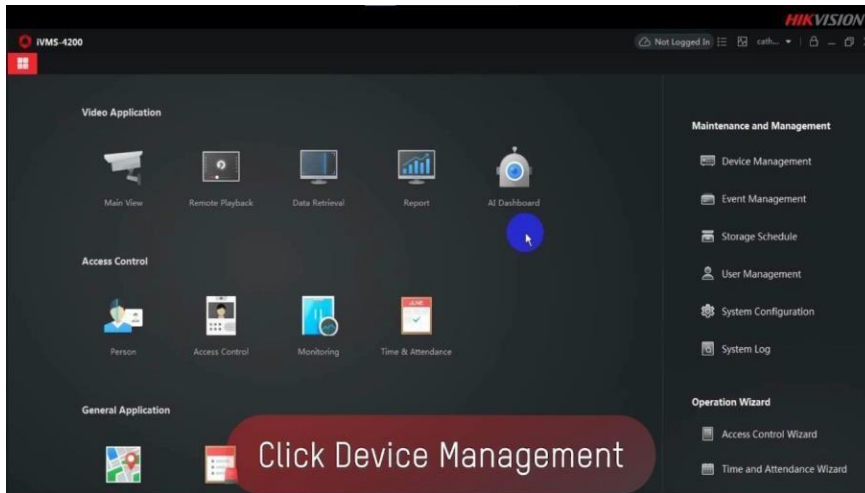 HIKVISION
iVMS-4200
Not Logged In
cath...
Video Application
Main View
Remote Playback
Data Retrieval
Report
AI Dashboard
Access Control
Person
Access Control
Monitoring
Time & Attendance
General Application
Maintenance and Management
Device Management
Event Management
Storage Schedule
User Management
System Configuration
System Log
Operation Wizard
Access Control Wizard
Time and Attendance Wizard
JUNE
Click Device Management